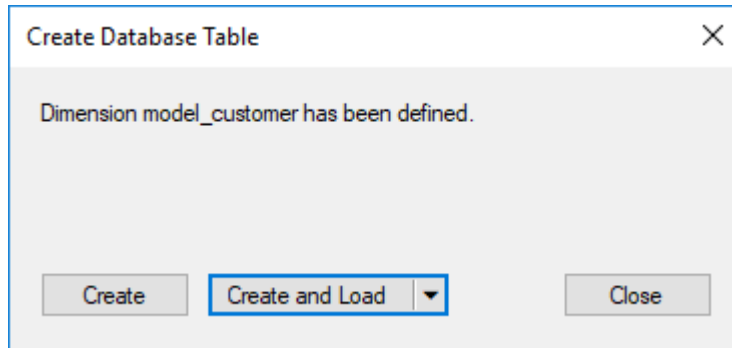 Create Database Table
Dimension model_customer has been defined.
Create Create and Load Close